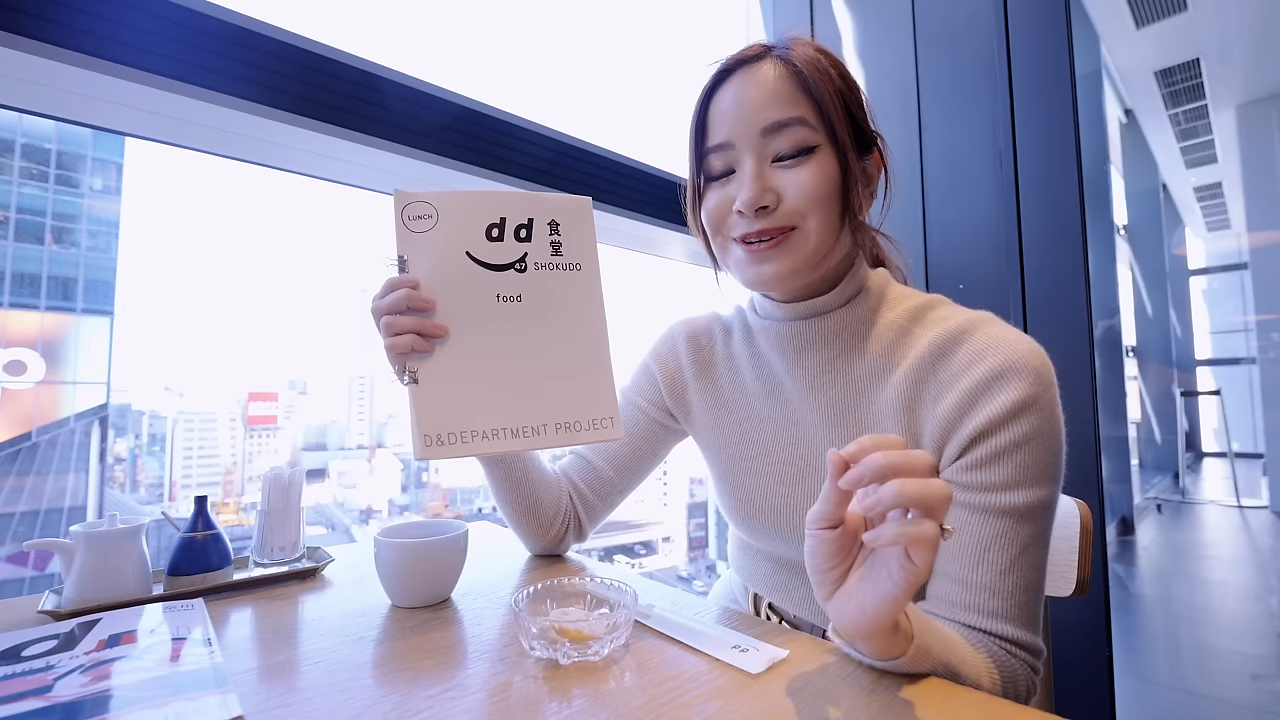 LUNCH
dd
食堂
47 SHOKUDO
food
D&DEPARTMENT PROJECT
dd